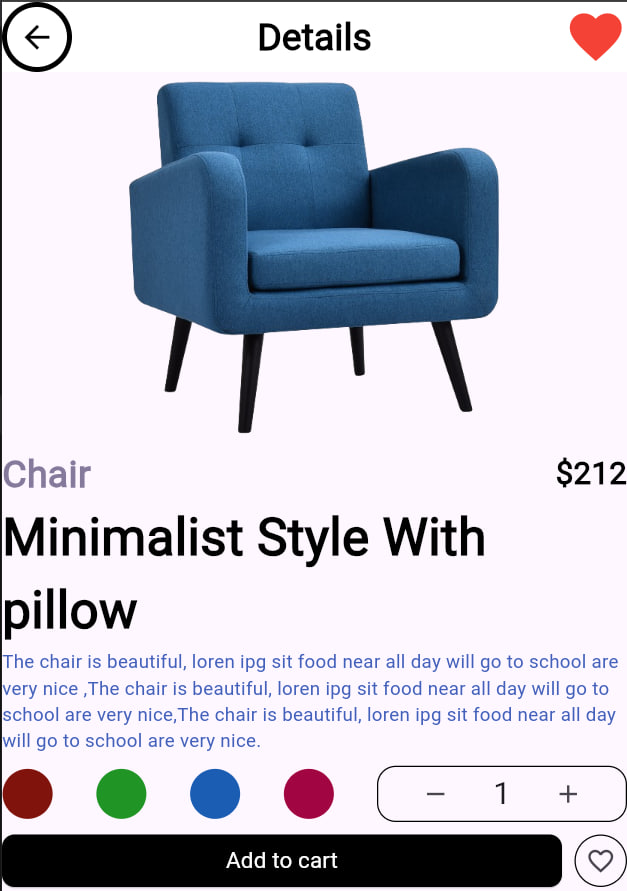 Details
Chair
$212
Minimalist Style With
pillow
The chair is beautiful, loren ipg sit food near all day will go to school are
very nice ,The chair is beautiful, loren ipg sit food near all day will go to
school are very nice,The chair is beautiful, loren ipg sit food near all day
will go to school are very nice.
1
Add to cart